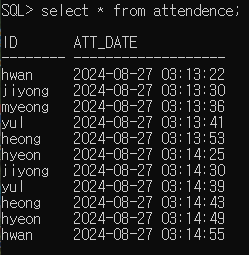 SQL> select * from attendence;
ID       ATT_DATE
-------- -------------------
hwan     2024-08-27 03:13:22
jiyong   2024-08-27 03:13:30
myeong   2024-08-27 03:13:36
yul      2024-08-27 03:13:41
heong    2024-08-27 03:13:53
hyeon    2024-08-27 03:14:25
jiyong   2024-08-27 03:14:30
yul      2024-08-27 03:14:39
heong    2024-08-27 03:14:43
hyeon    2024-08-27 03:14:49
hwan     2024-08-27 03:14:55